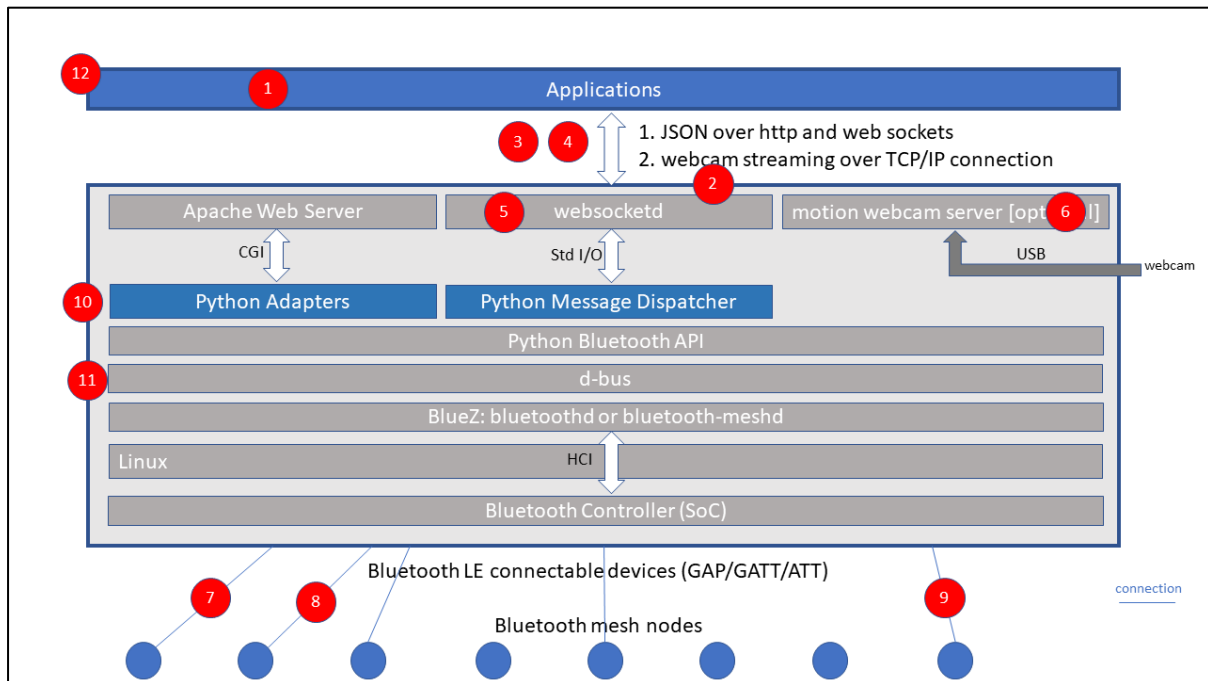 12
1
Applications
3
4
1. JSON over http and web sockets
2. webcam streaming over TCP/IP connection
2
Apache Web Server
5
websocketd
motion webcam server [opt
6
l]
CGI
Std I/O
USB
webcam
10
Python Adapters
Python Message Dispatcher
Python Bluetooth API
11
d-bus
BlueZ: bluetoothd or bluetooth-meshd
Linux
HCI
Bluetooth Controller (SoC)
Bluetooth LE connectable devices (GAP/GATT/ATT)
7
8
9
connection
Bluetooth mesh nodes